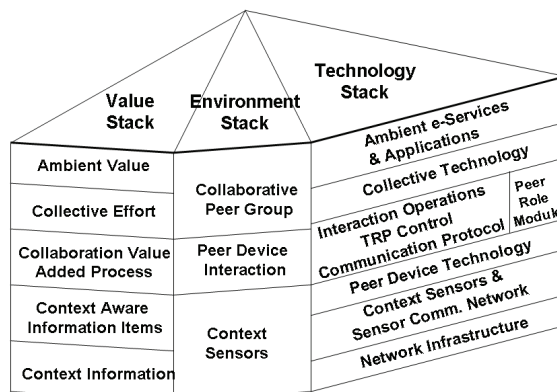 Value
Stack
Environment
Stack
Technology
Stack
Ambient Value
Collective Effort
Collaboration Value
Added Process
Context Aware
Information Items
Context Information
Collaborative
Peer Group
Peer Device
Interaction
Context
Sensors
Ambient e-Services
& Applications
Collective Technology
Interaction Operations
TRP Control
Communication Protocol
Peer
Role
Modul
Peer Device Technology
Context Sensors &
Sensor Comm. Network
Network Infrastructure